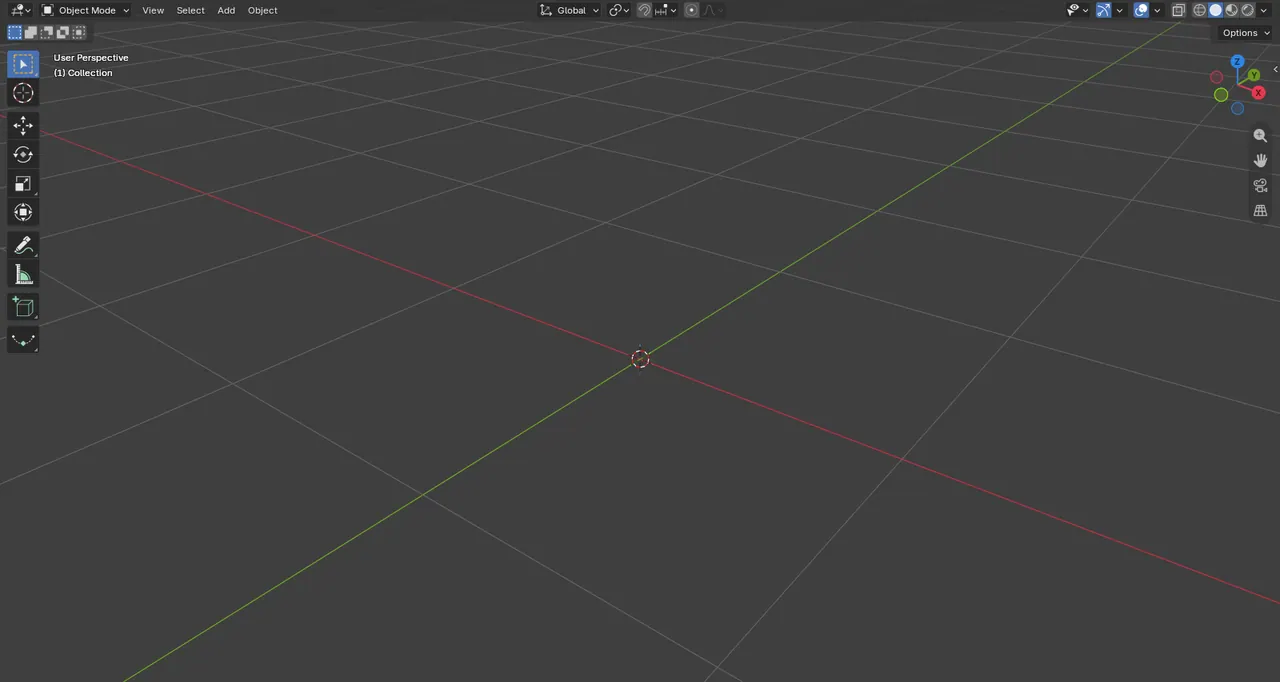 Object Mode View Select Add Object Global
Options
User Perspective
(1) Collection
Z
Y
X